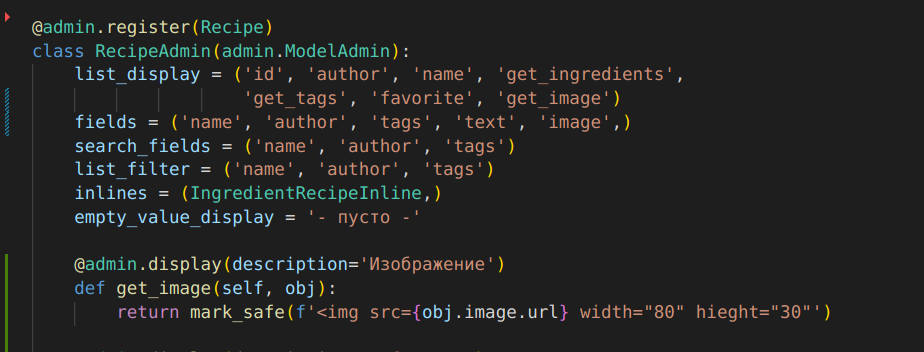 @admin.register(Recipe)
class RecipeAdmin(admin.ModelAdmin):
    list_display = ('id', 'author', 'name', 'get_ingredients',
                    'get_tags', 'favorite', 'get_image')
    fields = ('name', 'author', 'tags', 'text', 'image',)
    search_fields = ('name', 'author', 'tags')
    list_filter = ('name', 'author', 'tags')
    inlines = (IngredientRecipeInline,)
    empty_value_display = '- пусто -'

    @admin.display(description='Изображение')
    def get_image(self, obj):
        return mark_safe(f'<img src={obj.image.url} width="80" hieght="30"')